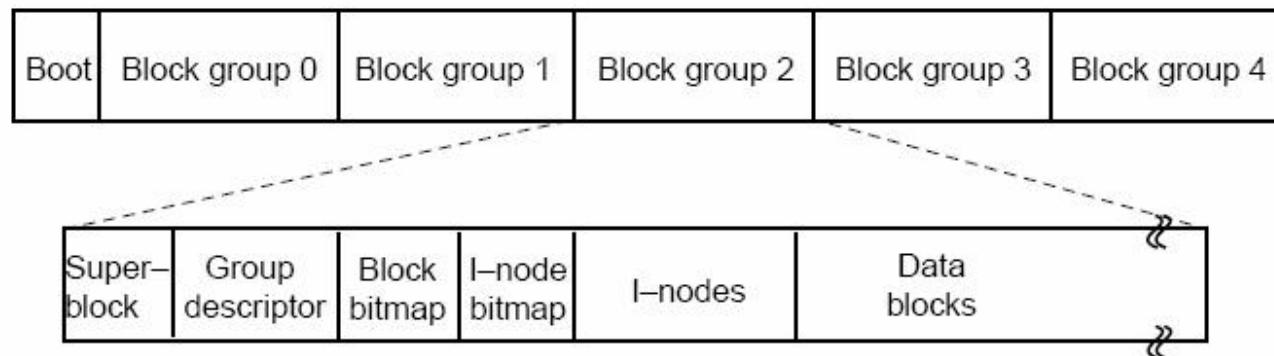 Boot Block group 0 Block group 1 Block group 2 Block group 3 Block group 4
Super–
block
Group
descriptor
Block
bitmap
I–node
bitmap
I–nodes
Data
blocks